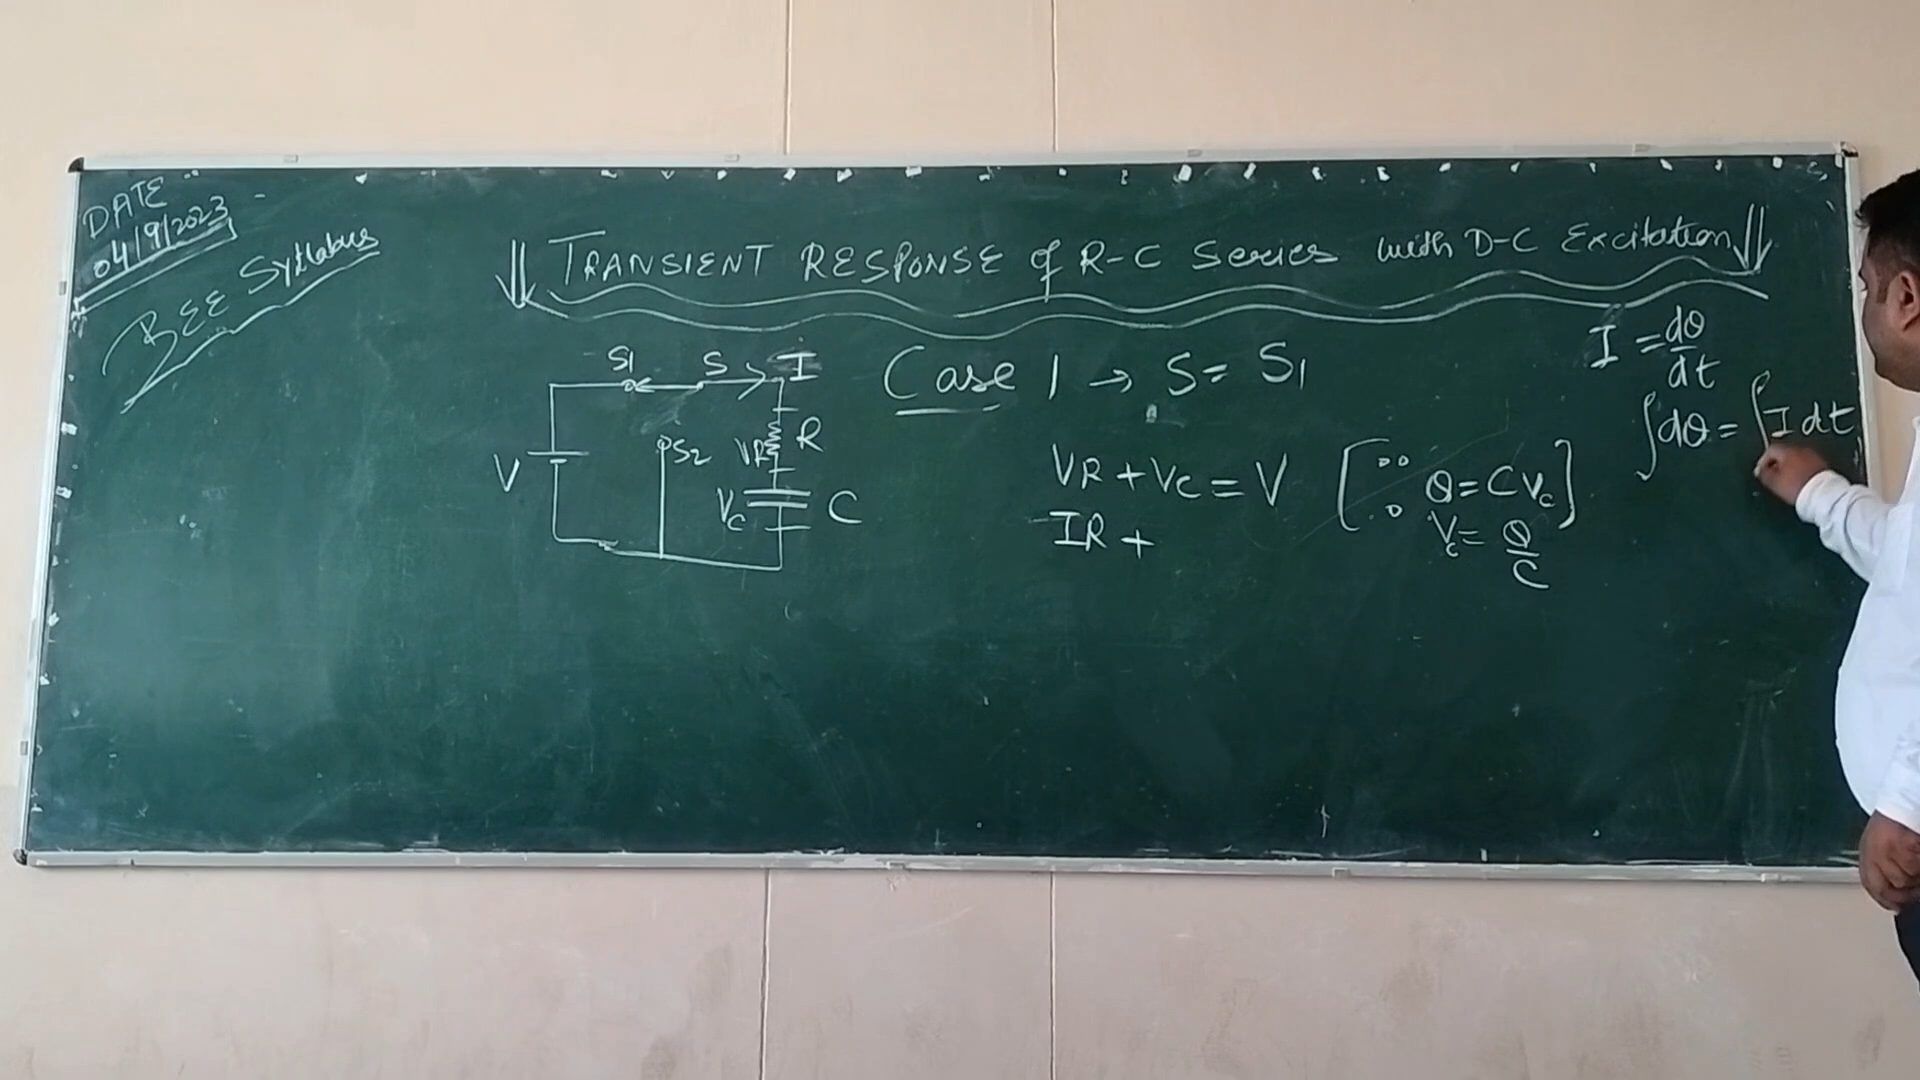 DATE
04/9/2023
BEE Syllabus
TRANSIENT RESPONSE of R-C Series with D-C Excitation
S1 S I
V
S2
VR R
Vc C
Case 1 → S = S1
VR + Vc = V [∵ Q = CVc]
IR +
Vc = Q/C
I = dQ/dt
∫dQ = ∫I dt